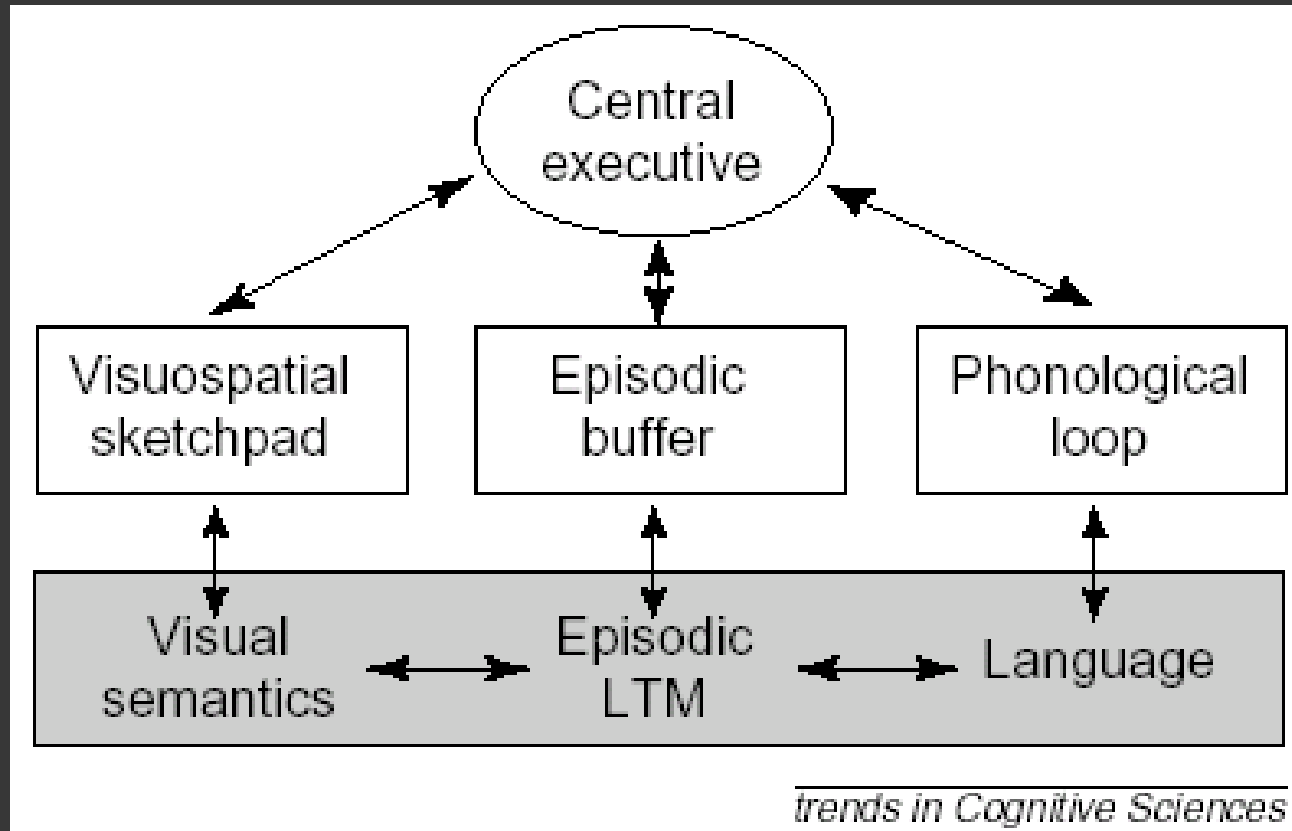 Central
executive
Visuospatial
sketchpad
Episodic
buffer
Phonological
loop
Visual
semantics
Episodic
LTM
Language
trends in Cognitive Sciences